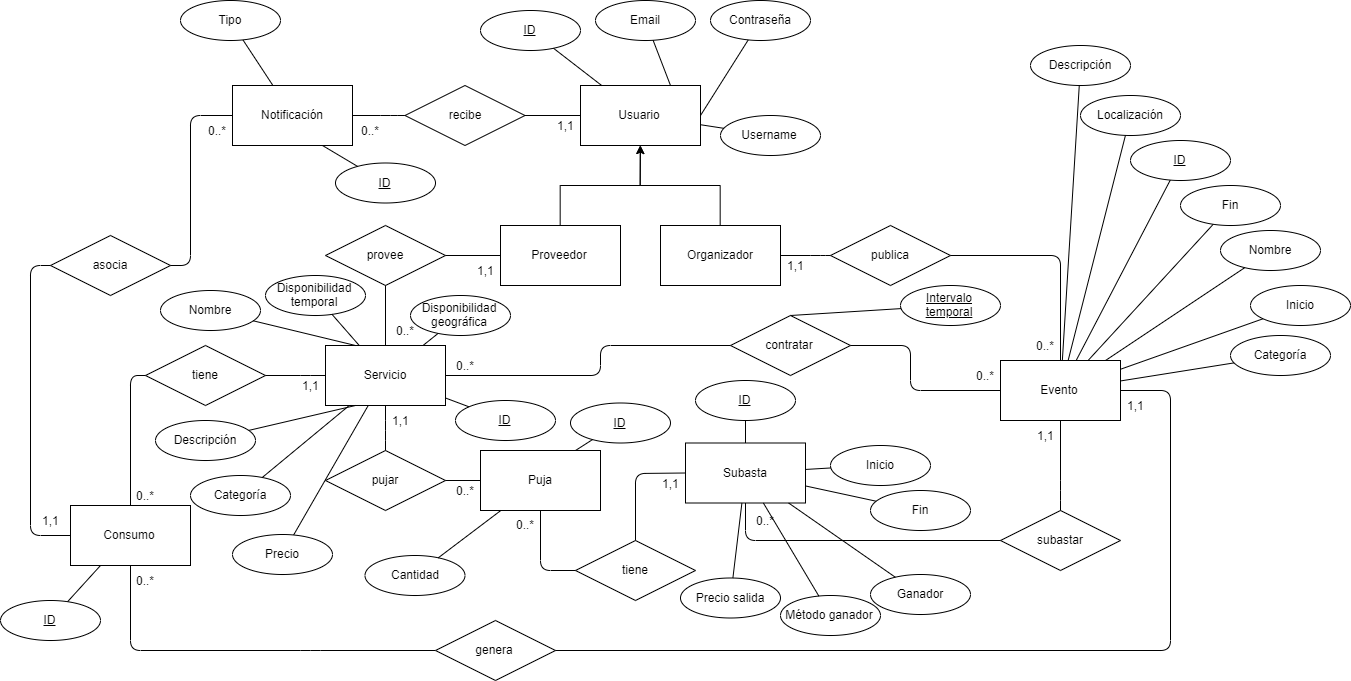 Tipo
ID
Email
Contraseña
Descripción
Notificación
recibe
Usuario
Localización
0..*
0..*
1,1
Username
ID
ID
Fin
provee
Proveedor
Organizador
publica
Nombre
asocia
1,1
1,1
Disponibilidad
temporal
Nombre
Disponibilidad
geográfica
Intervalo
temporal
Inicio
0..*
contratar
0..*
Categoría
tiene
Servicio
0..*
0..*
Evento
1,1
1,1
1,1
ID
ID
ID
Descripción
1,1
Inicio
pujar
Puja
Subasta
Categoría
0..*
1,1
0..*
Fin
1,1
0..*
0..*
Consumo
Precio
subastar
0..*
Cantidad
tiene
Precio salida
Ganador
Método ganador
ID
genera